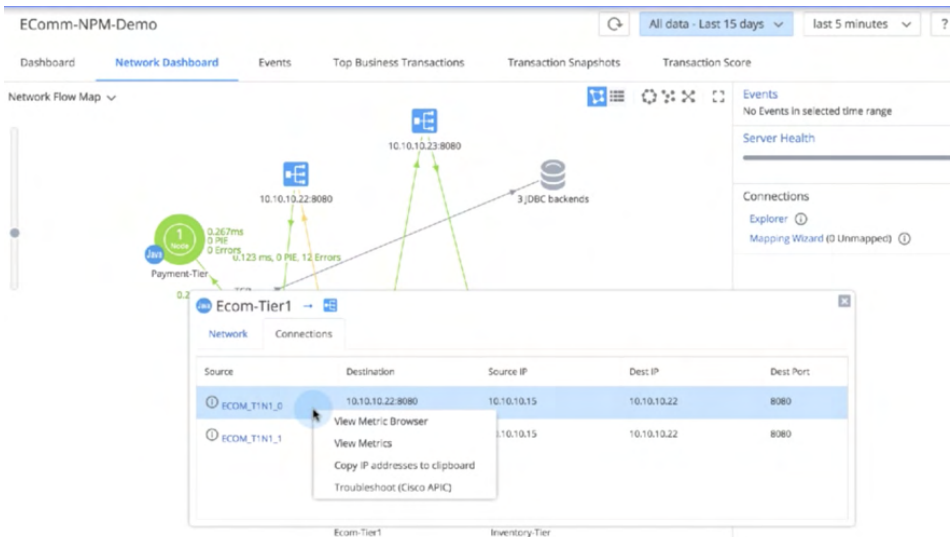 EComm-NPM-Demo
All data - Last 15 days
last 5 minutes
?
Dashboard
Network Dashboard
Events
Top Business Transactions
Transaction Snapshots
Transaction Score
Network Flow Map
Events
No Events in selected time range
Server Health
Connections
Explorer
Mapping Wizard (0 Unmapped)
10.10.10.23:8080
10.10.10.22:8080
3 JDBC backends
1
Node
Java
Payment-Tier
0.267ms
0 PIE
0 Errors
0.123 ms, 0 PIE, 12 Errors
0.2
Java
Ecom-Tier1
Network
Connections
Source
Destination
Source IP
Dest IP
Dest Port
ECOM_T1N1_0
10.10.10.22:8080
10.10.10.15
10.10.10.22
8080
ECOM_T1N1_1
.10.10.15
10.10.10.22
8080
View Metric Browser
View Metrics
Copy IP addresses to clipboard
Troubleshoot (Cisco APIC)
Ecom-Tier1
Inventory-Tier